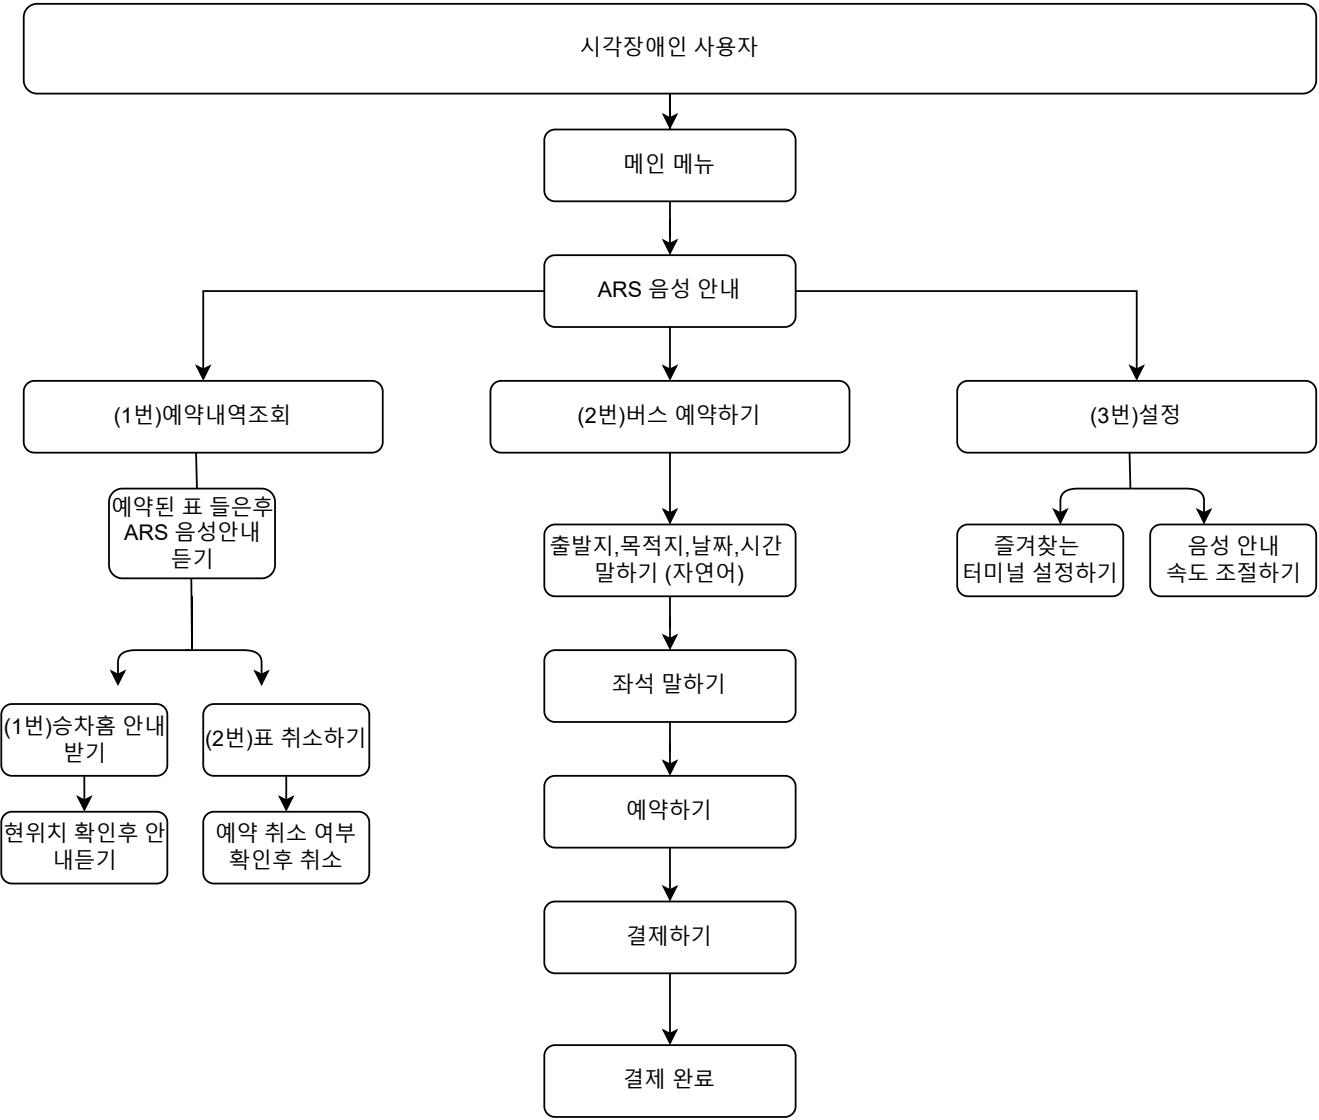 시각장애인 사용자
메인 메뉴
ARS 음성 안내
(1번)예약내역조회
(2번)버스 예약하기
(3번)설정
예약된 표 들은후
ARS 음성안내
듣기
출발지,목적지,날짜,시간
말하기 (자연어)
즐겨찾는
터미널 설정하기
음성 안내
속도 조절하기
좌석 말하기
(1번)승차홈 안내
받기
(2번)표 취소하기
예약하기
현위치 확인후 안
내듣기
예약 취소 여부
확인후 취소
결제하기
결제 완료